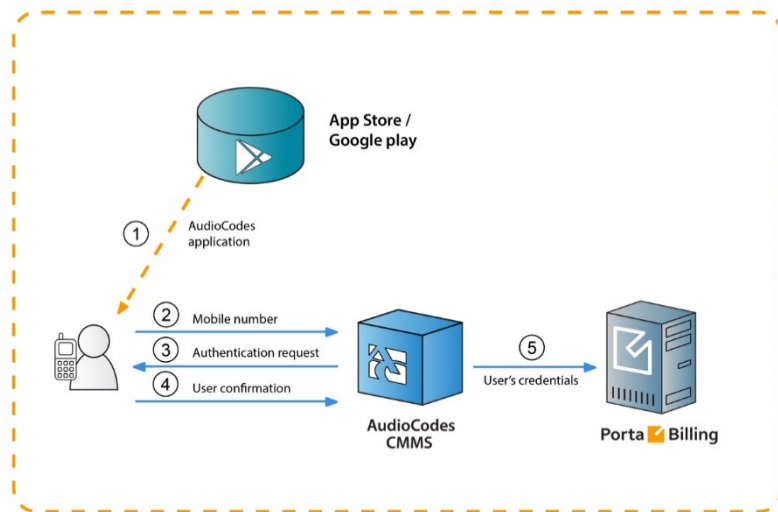 App Store /
Google play
1
AudioCodes
application
2
Mobile number
3
Authentication request
4
User confirmation
5
User's credentials
AudioCodes
CMMS
Porta Billing